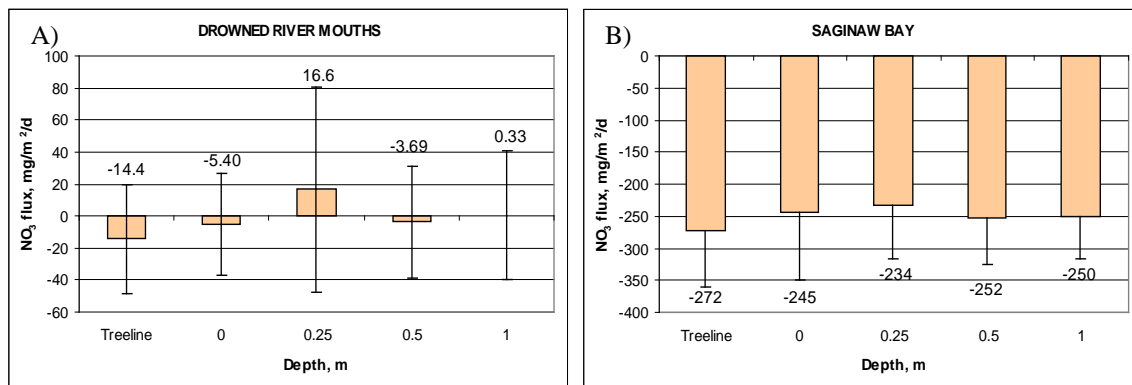 A)
DROWNED RIVER MOUTHS
NO₃ flux, mg/m²/d
100
80
60
40
20
0
-20
-40
-60
-14.4
-5.40
16.6
-3.69
0.33
Treeline 0 0.25 0.5 1
Depth, m
B)
SAGINAW BAY
NO₃ flux, mg/m²/d
-0
-50
-100
-150
-200
-250
-300
-350
-400
-272
-245
-234
-252
-250
Treeline 0 0.25 0.5 1
Depth, m